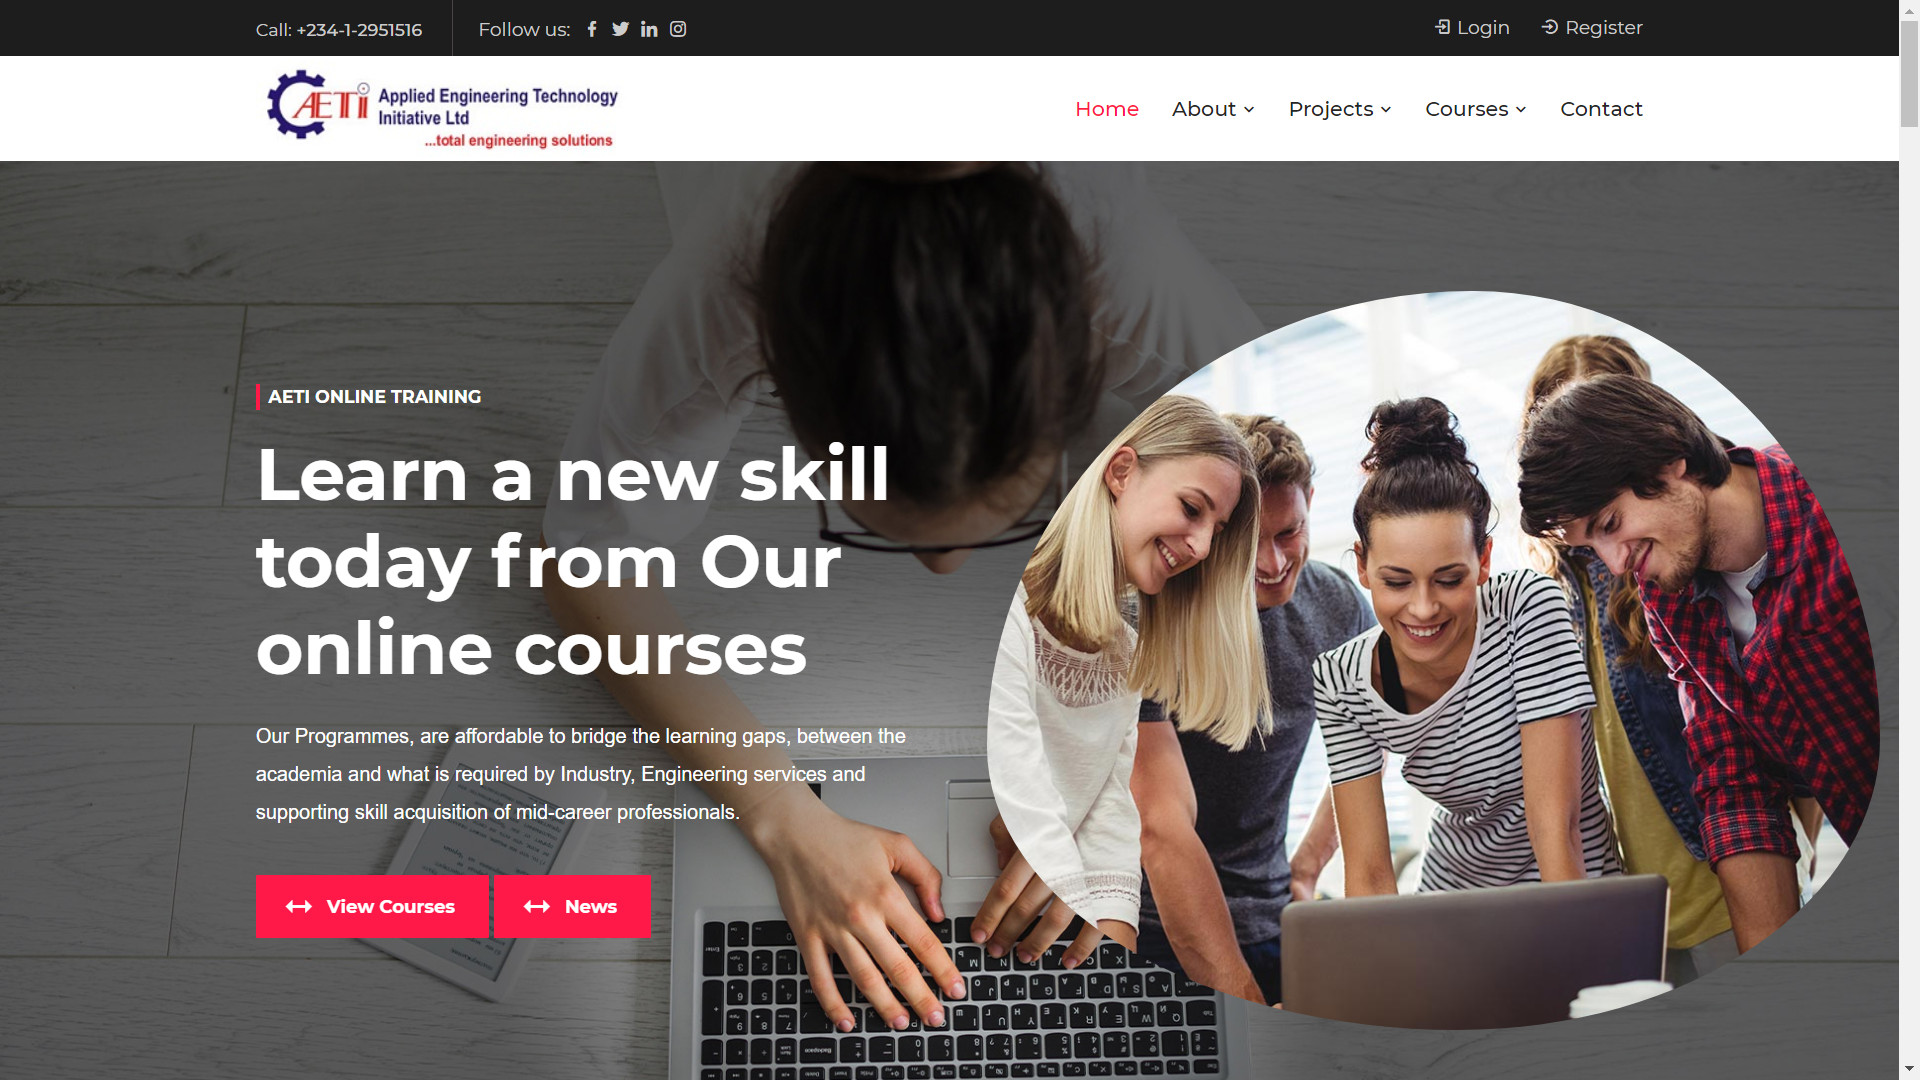 Call: +234-1-2951516
Follow us:
Login
Register
AETI
Applied Engineering Technology
Initiative Ltd
...total engineering solutions
Home
About
Projects
Courses
Contact
AETI ONLINE TRAINING
Learn a new skill
today from Our
online courses
Our Programmes, are affordable to bridge the learning gaps, between the
academia and what is required by Industry, Engineering services and
supporting skill acquisition of mid-career professionals.
View Courses
News